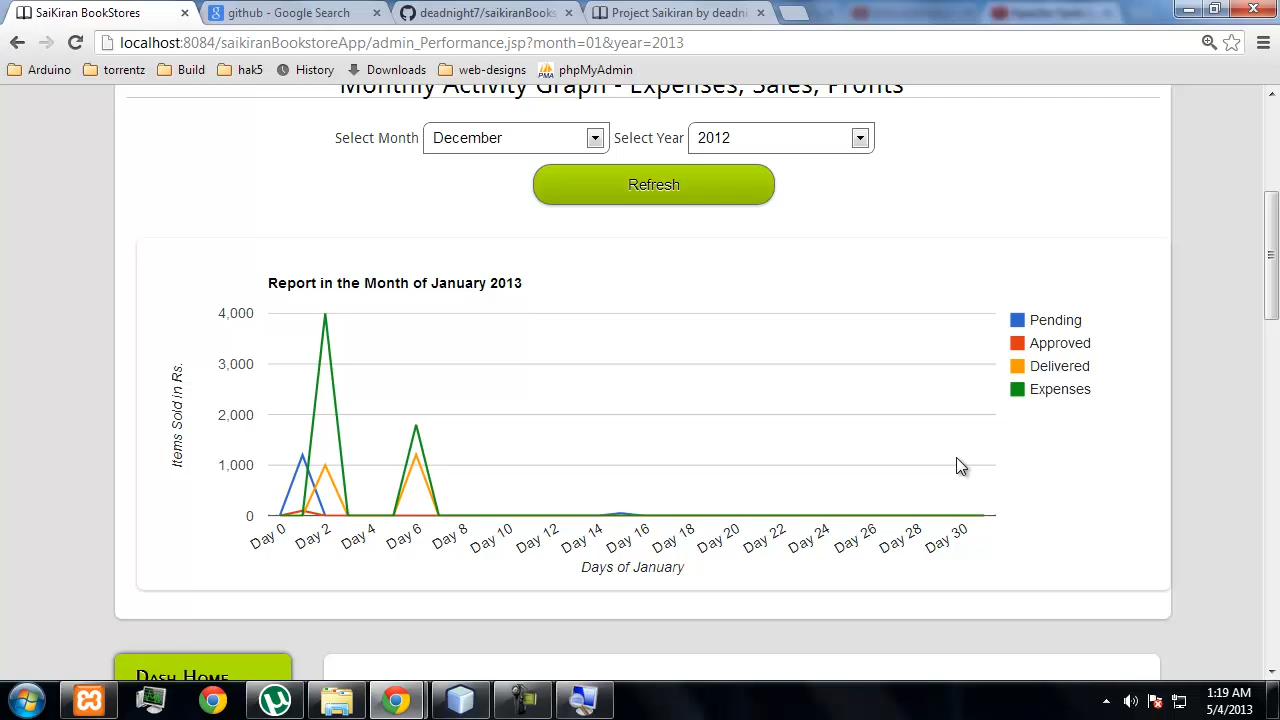 SaiKiran BookStores
github - Google Search
deadnight7/saikiranBooks
Project Saikiran by deadni
localhost:8084/saikiranBookstoreApp/admin_Performance.jsp?month=01&year=2013
Arduino
torrentz
Build
hak5
History
Downloads
web-designs
PMA
phpMyAdmin
Monthly Activity Graph - Expenses, Sales, Profits
Select Month
December
Select Year
2012
Refresh
Report in the Month of January 2013
4,000
3,000
2,000
1,000
0
Items Sold in Rs.
Pending
Approved
Delivered
Expenses
Day 0
Day 2
Day 4
Day 6
Day 8
Day 10
Day 12
Day 14
Day 16
Day 18
Day 20
Day 22
Day 24
Day 26
Day 28
Day 30
Days of January
Dash Home
1:19 AM
5/4/2013